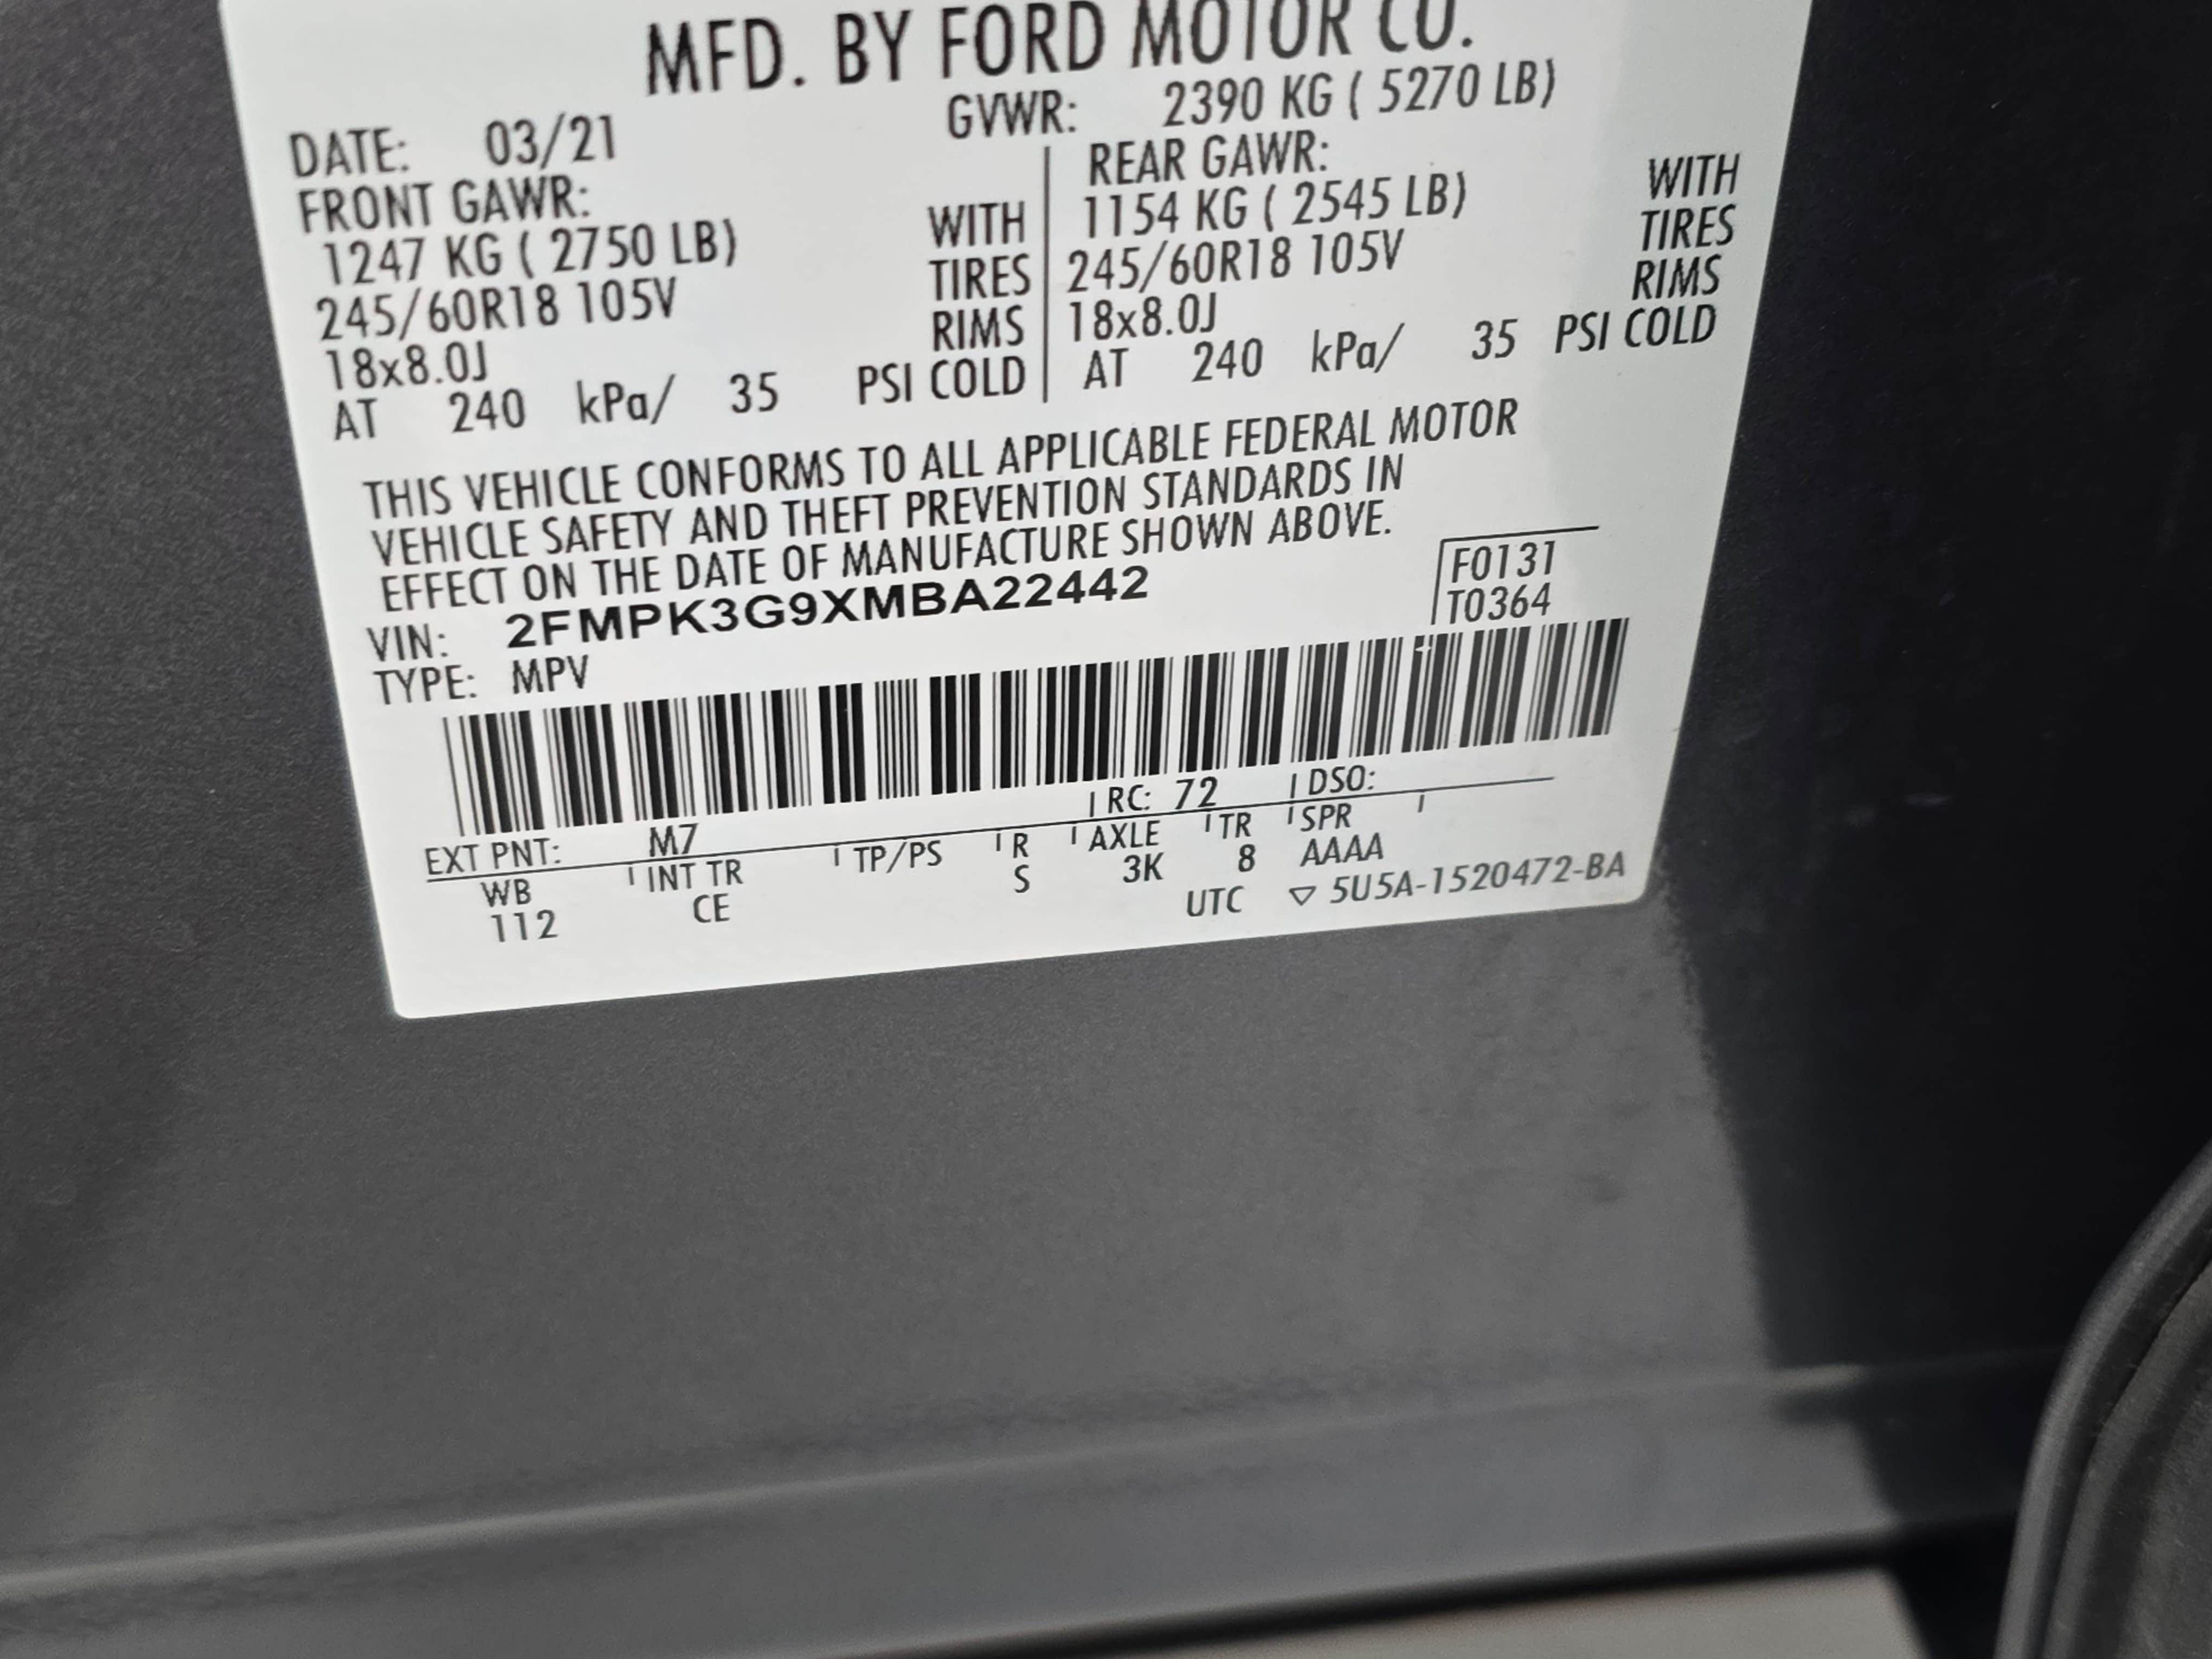 MFD. BY FORD MOTOR CO.
DATE: 03/21 GVWR: 2390 KG ( 5270 LB)
FRONT GAWR: REAR GAWR:
1247 KG ( 2750 LB) WITH 1154 KG ( 2545 LB) WITH
245/60R18 105V TIRES 245/60R18 105V TIRES
18x8.0J RIMS 18x8.0J RIMS
AT 240 kPa/ 35 PSI COLD AT 240 kPa/ 35 PSI COLD
THIS VEHICLE CONFORMS TO ALL APPLICABLE FEDERAL MOTOR
VEHICLE SAFETY AND THEFT PREVENTION STANDARDS IN
EFFECT ON THE DATE OF MANUFACTURE SHOWN ABOVE.
VIN: 2FMPK3G9XMBA22442
TYPE: MPV
F0131
T0364
EXT PNT: M7 RC: 72 DSO:
WB INT TR TP/PS R AXLE TR SPR
112 CE S 3K 8 AAAA
UTC ▽ 5U5A-1520472-BA